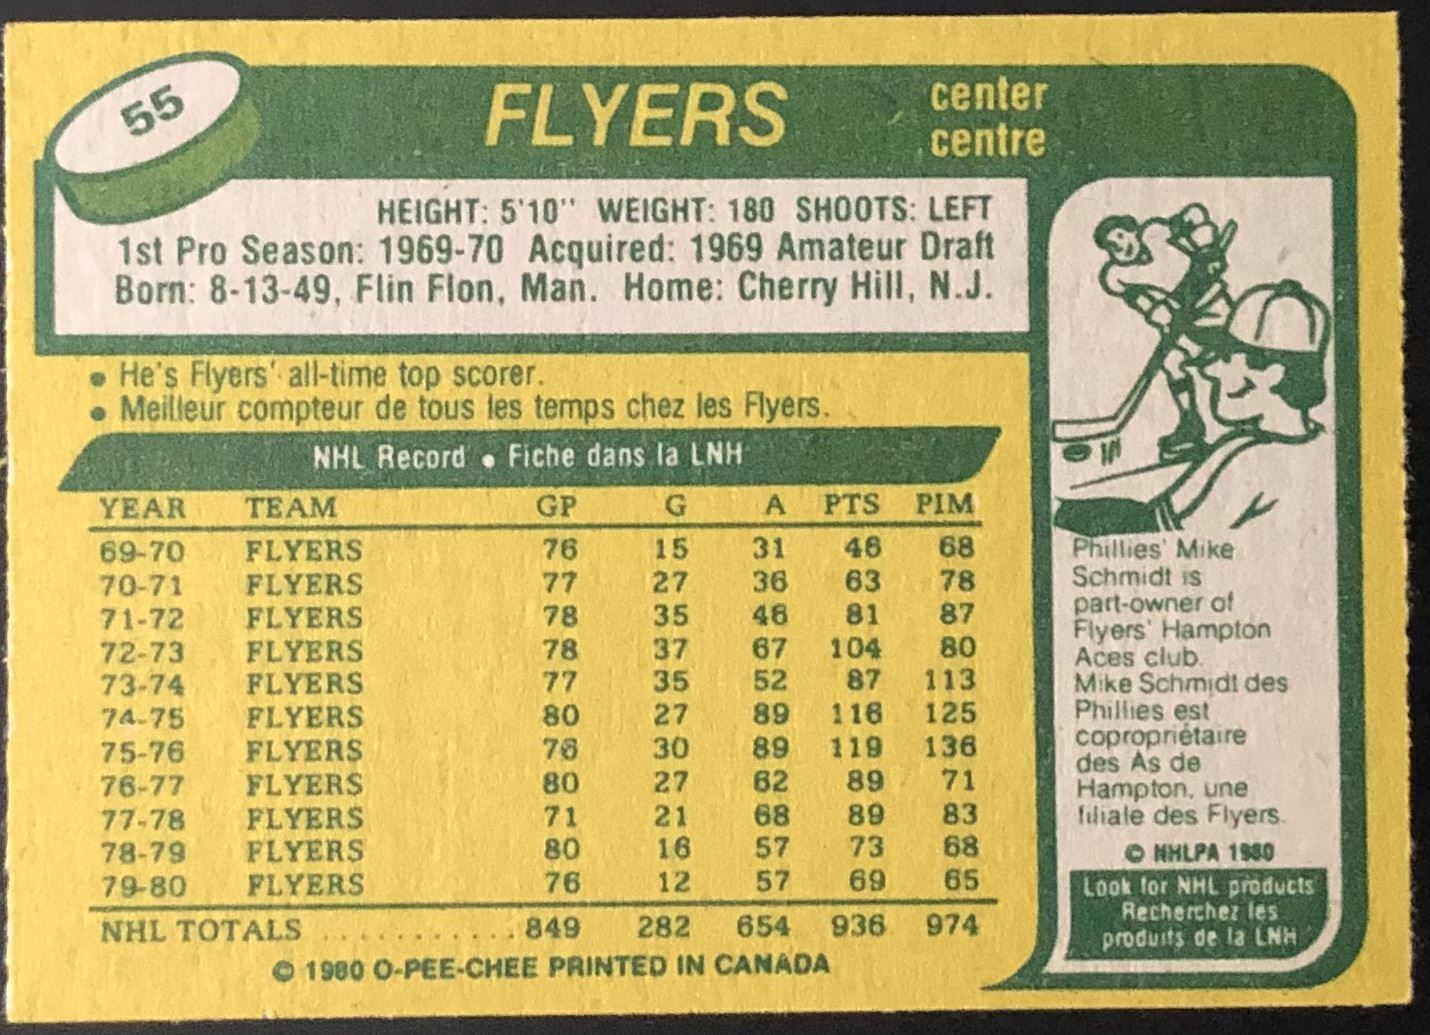 55
FLYERS
center
centre
HEIGHT: 5'10" WEIGHT: 180 SHOOTS: LEFT
1st Pro Season: 1969-70 Acquired: 1969 Amateur Draft
Born: 8-13-49, Flin Flon, Man. Home: Cherry Hill, N.J.
• He's Flyers' all-time top scorer.
• Meilleur compteur de tous les temps chez les Flyers.
NHL Record • Fiche dans la LNH
YEAR TEAM GP G A PTS PIM
69-70 FLYERS 76 15 31 46 68
70-71 FLYERS 77 27 36 63 78
71-72 FLYERS 78 35 46 81 87
72-73 FLYERS 78 37 67 104 80
73-74 FLYERS 77 35 52 87 113
74-75 FLYERS 80 27 89 116 125
75-76 FLYERS 76 30 89 119 136
76-77 FLYERS 80 27 62 89 71
77-78 FLYERS 71 21 68 89 83
78-79 FLYERS 80 16 57 73 68
79-80 FLYERS 76 12 57 69 65
NHL TOTALS ............ 849 282 654 936 974
© 1980 O-PEE-CHEE PRINTED IN CANADA
Phillies' Mike
Schmidt is
part-owner of
Flyers' Hampton
Aces club.
Mike Schmidt des
Phillies est
copropriétaire
des As de
Hampton, une
filiale des Flyers.
© NHLPA 1980
Look for NHL products
Recherchez les
produits de la LNH